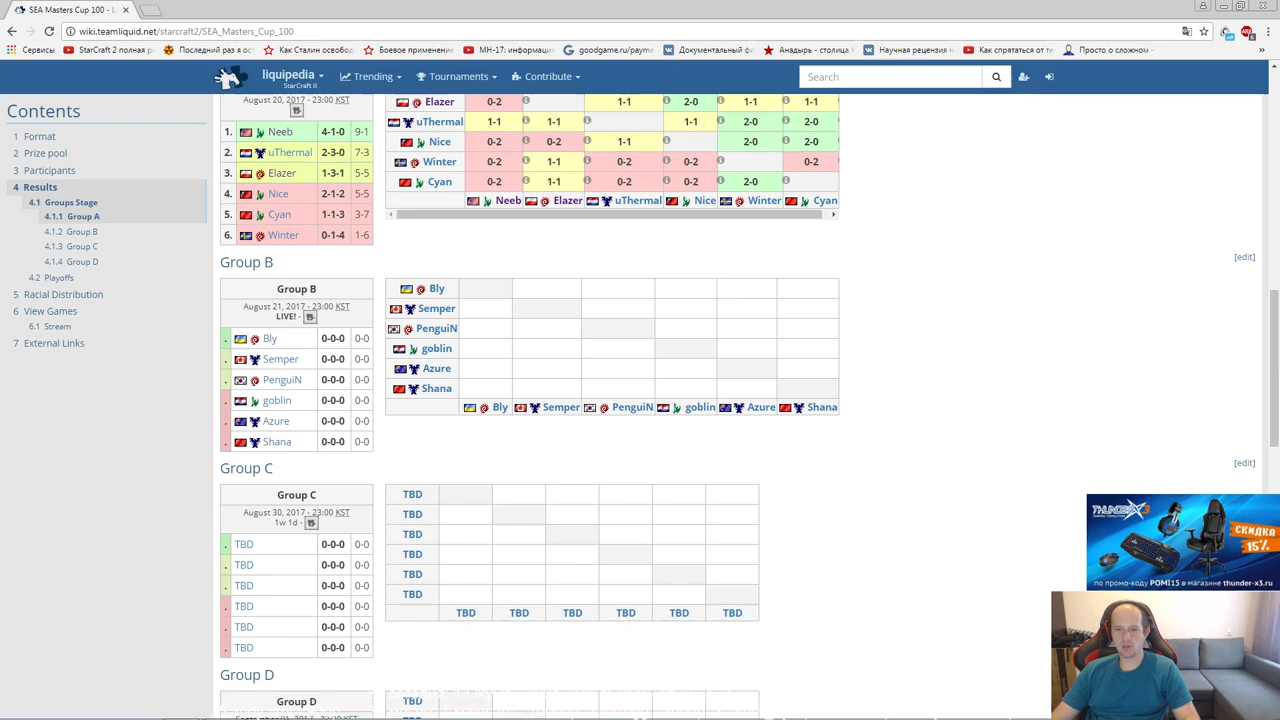 SEA Masters Cup 100 - L
wiki.teamliquid.net/starcraft2/SEA_Masters_Cup_100
Сервисы
StarCraft 2 полная р
Последний раз я ос
Как Сталин освобод
Боевое применение
МН-17: информаци
goodgame.ru/payme
Документальный ф
Анадырь - столица
Научная рецензия н
Как спрятаться от те
Просто о сложном -
liquipedia
StarCraft II
Trending
Tournaments
Contribute
Search
Contents
1 Format
2 Prize pool
3 Participants
4 Results
4.1 Groups Stage
4.1.1 Group A
4.1.2 Group B
4.1.3 Group C
4.1.4 Group D
4.2 Playoffs
5 Racial Distribution
6 View Games
6.1 Stream
7 External Links
August 20, 2017 - 23:00 KST
1. Neeb 4-1-0 9-1
2. uThermal 2-3-0 7-3
3. Elazer 1-3-1 5-5
4. Nice 2-1-2 5-5
5. Cyan 1-1-3 3-7
6. Winter 0-1-4 1-6
Elazer 0-2 1-1 2-0 1-1 1-1
uThermal 1-1 1-1 1-1 2-0 2-0
Nice 0-2 0-2 1-1 2-0 2-0
Winter 0-2 1-1 0-2 0-2 0-2
Cyan 0-2 1-1 0-2 0-2 2-0
Neeb Elazer uThermal Nice Winter Cyan
Group B
[edit]
Group B
August 21, 2017 - 23:00 KST
LIVE! -
. Bly 0-0-0 0-0
. Semper 0-0-0 0-0
. PenguiN 0-0-0 0-0
. goblin 0-0-0 0-0
. Azure 0-0-0 0-0
. Shana 0-0-0 0-0
Bly
Semper
PenguiN
goblin
Azure
Shana
Bly Semper PenguiN goblin Azure Shana
Group C
[edit]
Group C
August 30, 2017 - 23:00 KST
1w 1d -
. TBD 0-0-0 0-0
. TBD 0-0-0 0-0
. TBD 0-0-0 0-0
. TBD 0-0-0 0-0
. TBD 0-0-0 0-0
. TBD 0-0-0 0-0
TBD
TBD
TBD
TBD
TBD
TBD
TBD TBD TBD TBD TBD TBD
Group D
Group D
TBD
THUNDER X3
СКИДКА
15%
по промо-коду POMI15 в магазине thunder-x3.ru